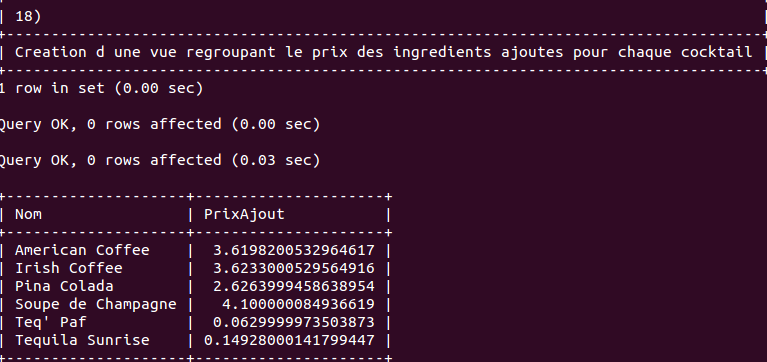 | 18) |
+------------------------------------------------------------------------------------+
| Creation d une vue regroupant le prix des ingredients ajoutes pour chaque cocktail |
+------------------------------------------------------------------------------------+
1 row in set (0.00 sec)
Query OK, 0 rows affected (0.00 sec)
Query OK, 0 rows affected (0.03 sec)
+--------------------+---------------------+
| Nom | PrixAjout |
+--------------------+---------------------+
| American Coffee | 3.6198200532964617 |
| Irish Coffee | 3.6233000529564916 |
| Pina Colada | 2.6263999458638954 |
| Soupe de Champagne | 4.100000084936619 |
| Teq' Paf | 0.0629999973503873 |
| Tequila Sunrise | 0.14928000141799447 |
+--------------------+---------------------+